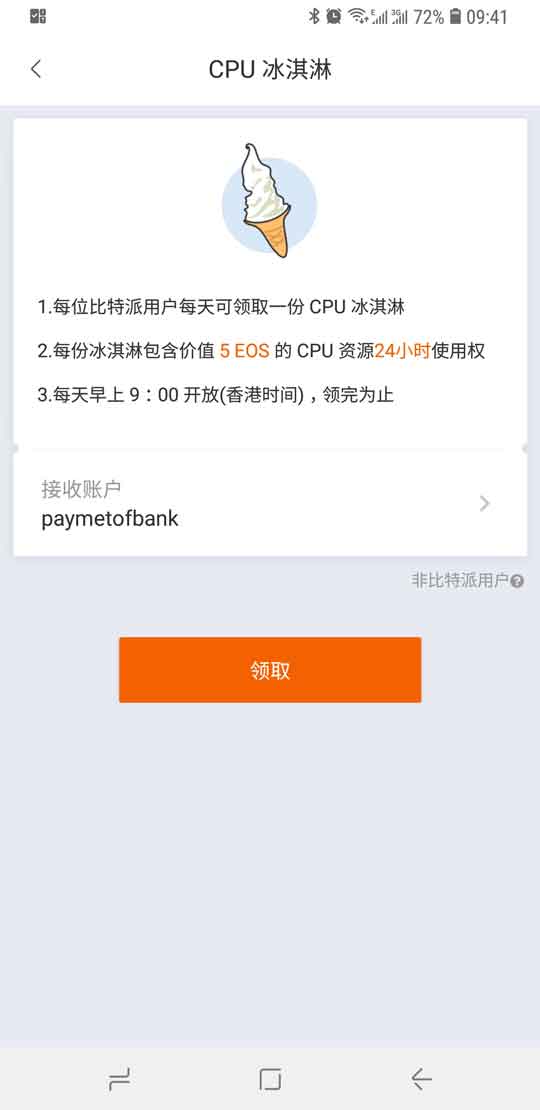 E 3G 72% 09:41
CPU 冰淇淋
1.每位比特派用户每天可领取一份 CPU 冰淇淋
2.每份冰淇淋包含价值 5 EOS 的 CPU 资源24小时使用权
3.每天早上 9：00 开放(香港时间) ，领完为止
接收账户
paymetofbank
非比特派用户?
领取